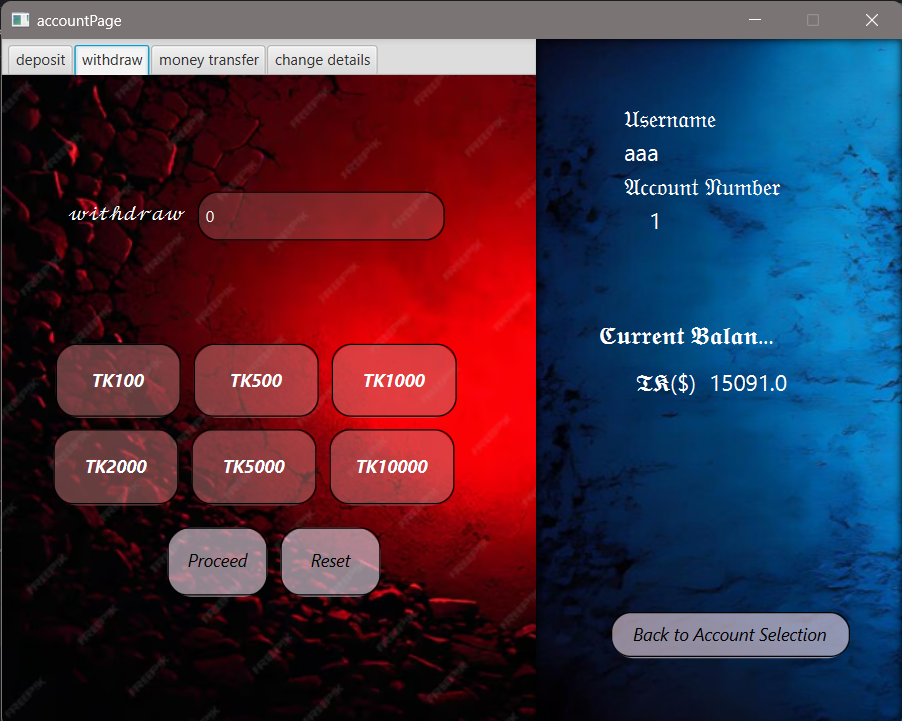 accountPage
deposit withdraw money transfer change details
withdraw 0
TK100 TK500 TK1000
TK2000 TK5000 TK10000
Proceed Reset
Username
aaa
Account Number
1
Current Balan...
TK($) 15091.0
Back to Account Selection
FREEPIK